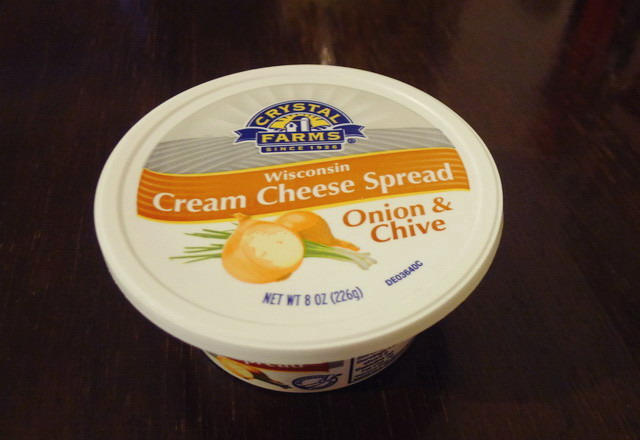 CRYSTAL
FARMS
SINCE 1926
Wisconsin
Cream Cheese Spread
Onion &
Chive
NET WT 8 OZ (226g)
DE03640C